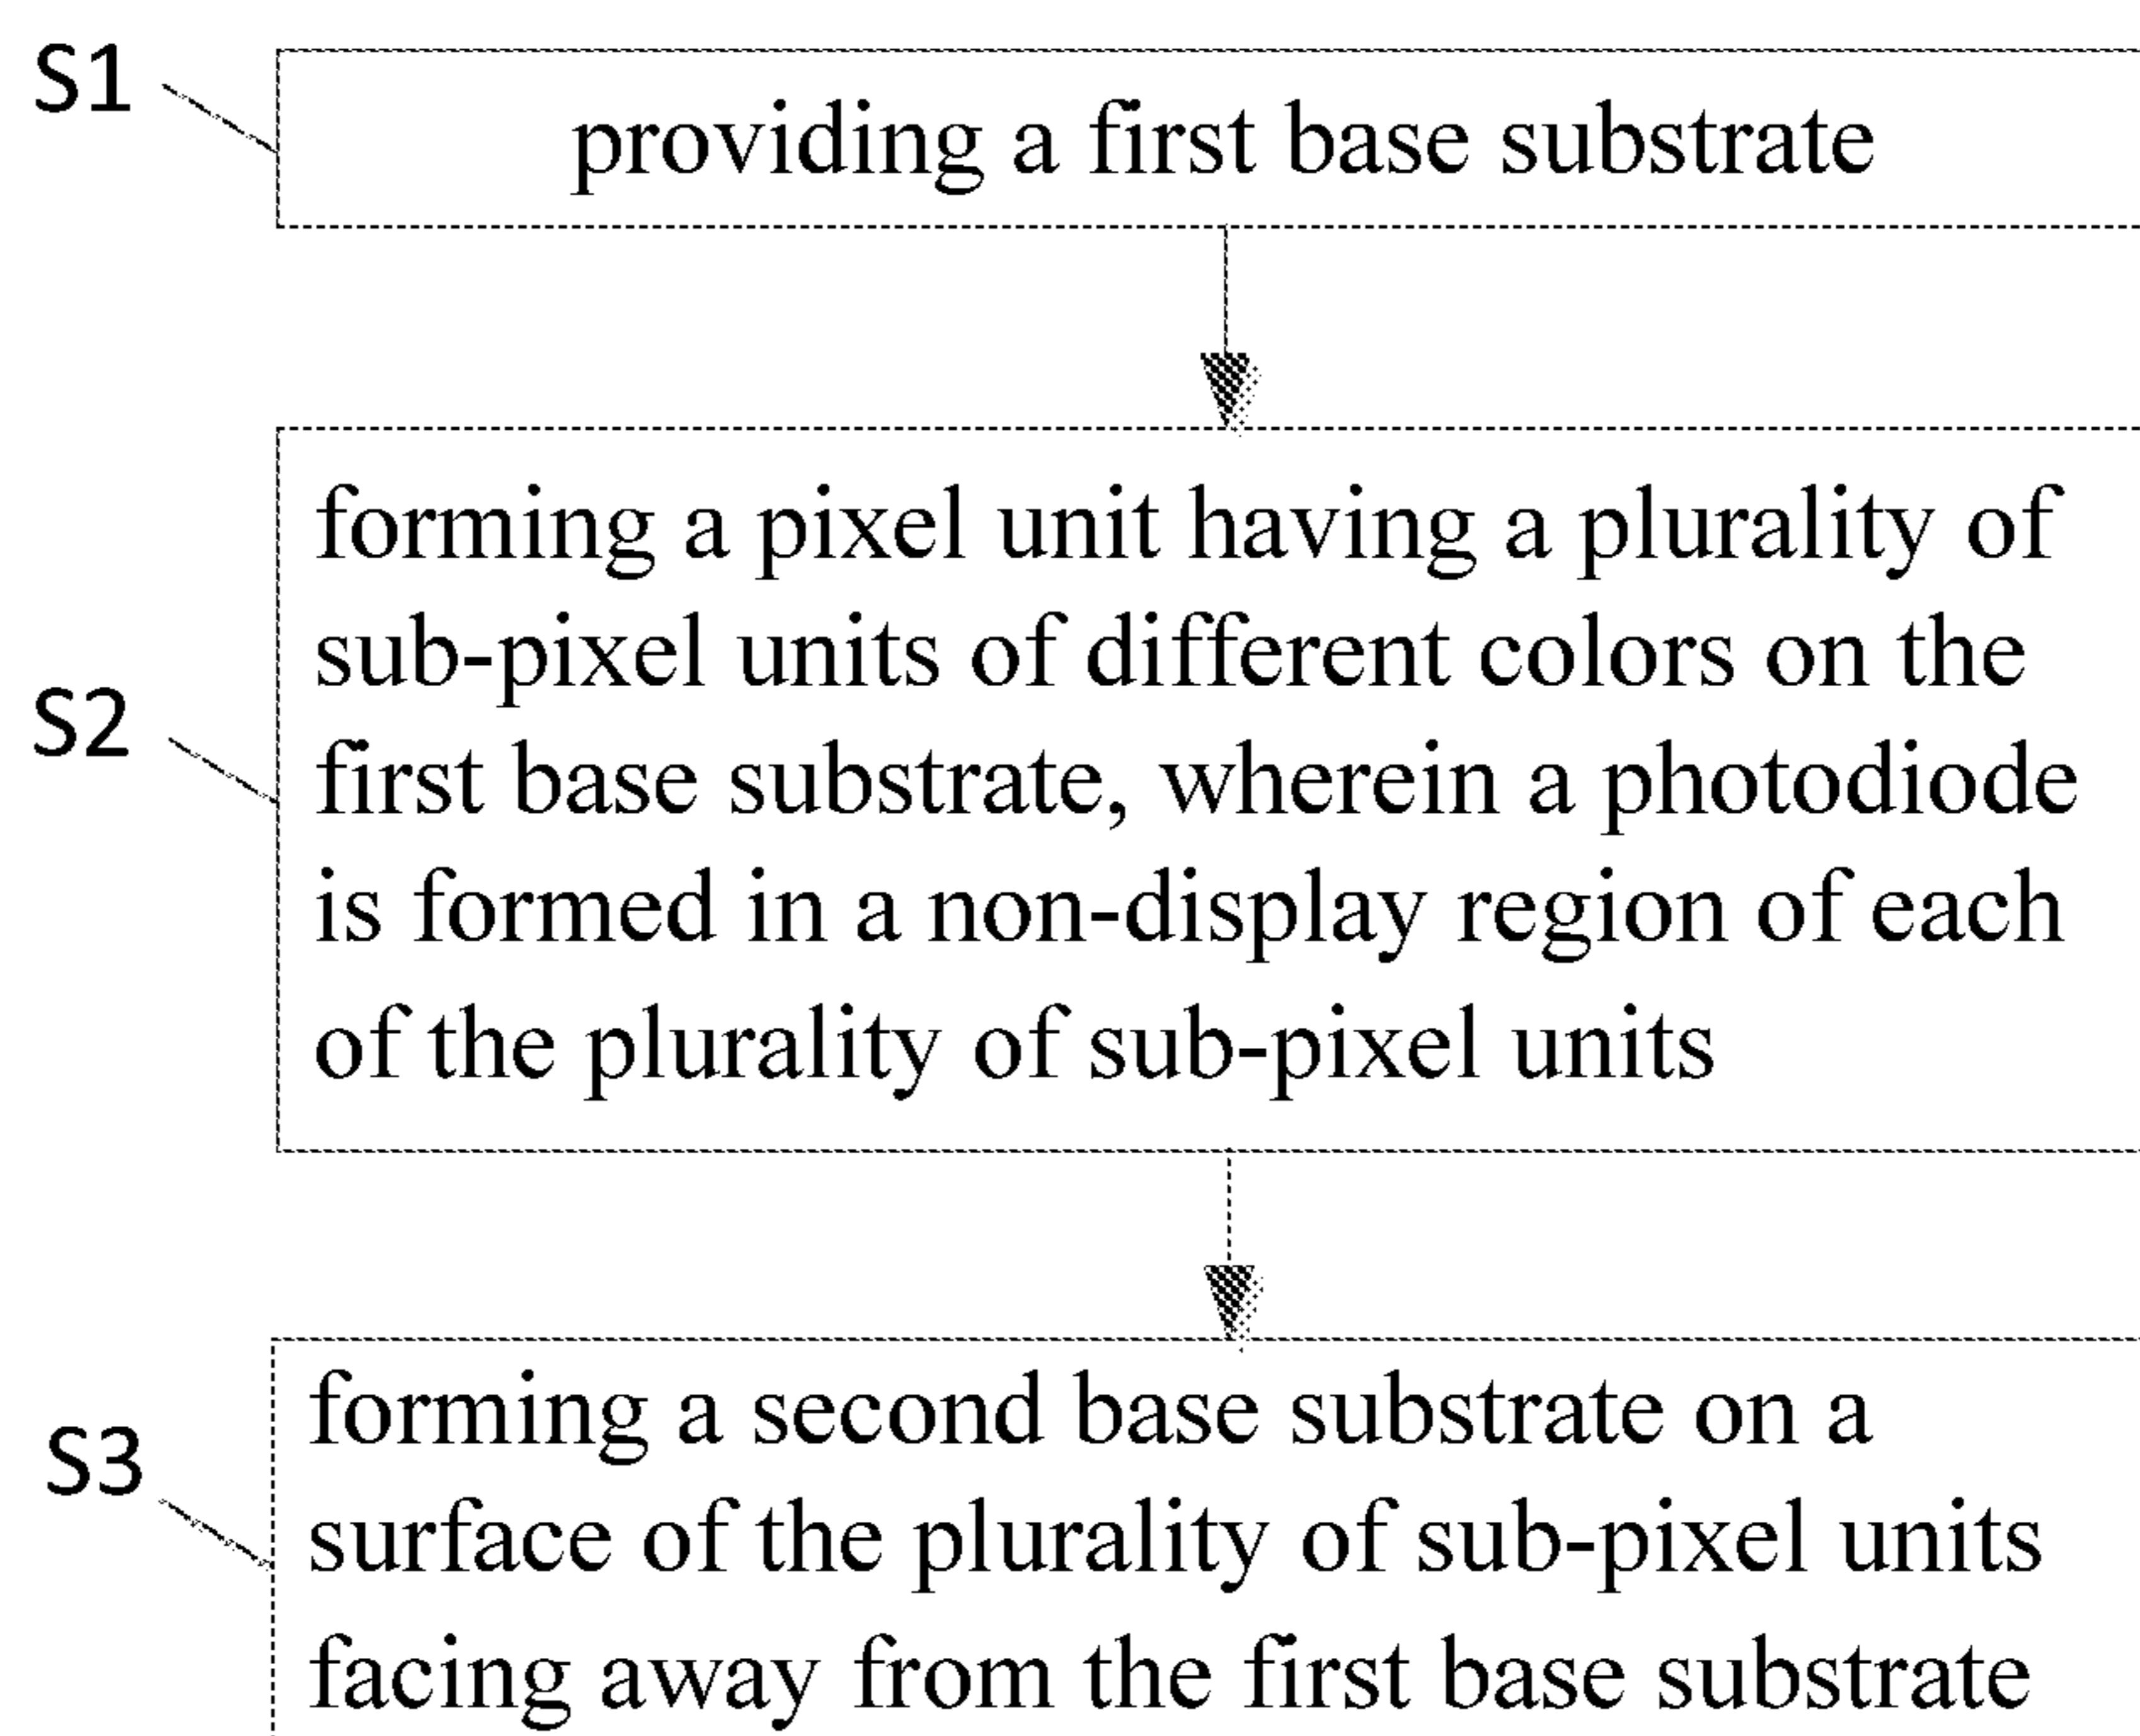 S1
providing a first base substrate
forming a pixel unit having a plurality of
sub-pixel units of different colors on the
S2
first base substrate, wherein a photodiode
is formed in a non-display region of each
of the plurality of sub-pixel units
forming a second base substrate on a
S3
surface of the plurality of sub-pixel units
facing away from the first base substrate